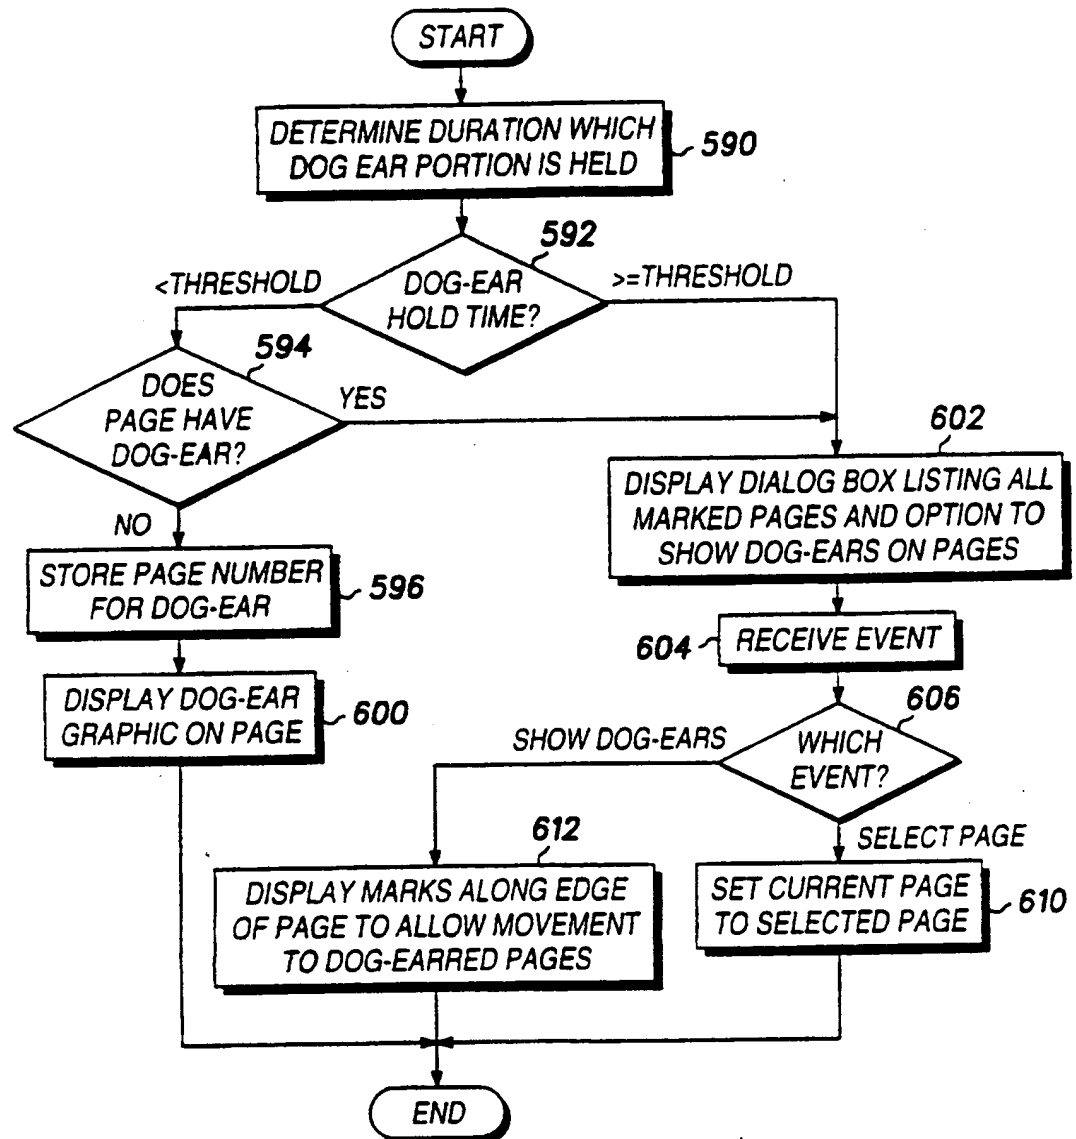 START
DETERMINE DURATION WHICH
DOG EAR PORTION IS HELD
590
592
<THRESHOLD
DOG-EAR
HOLD TIME?
>=THRESHOLD
594
DOES
PAGE HAVE
DOG-EAR?
YES
602
DISPLAY DIALOG BOX LISTING ALL
MARKED PAGES AND OPTION TO
SHOW DOG-EARS ON PAGES
NO
STORE PAGE NUMBER
FOR DOG-EAR
596
604
RECEIVE EVENT
DISPLAY DOG-EAR
GRAPHIC ON PAGE
600
606
SHOW DOG-EARS
WHICH
EVENT?
612
SELECT PAGE
DISPLAY MARKS ALONG EDGE
OF PAGE TO ALLOW MOVEMENT
TO DOG-EARRED PAGES
SET CURRENT PAGE
TO SELECTED PAGE
610
END